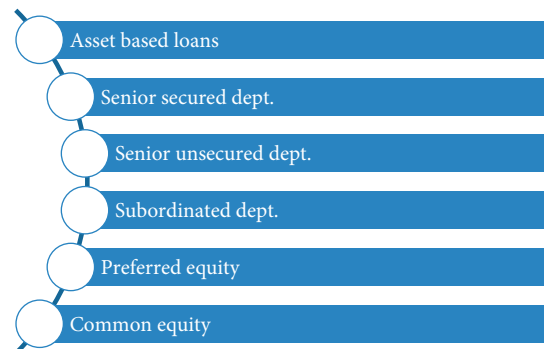 Asset based loans
Senior secured dept.
Senior unsecured dept.
Subordinated dept.
Preferred equity
Common equity